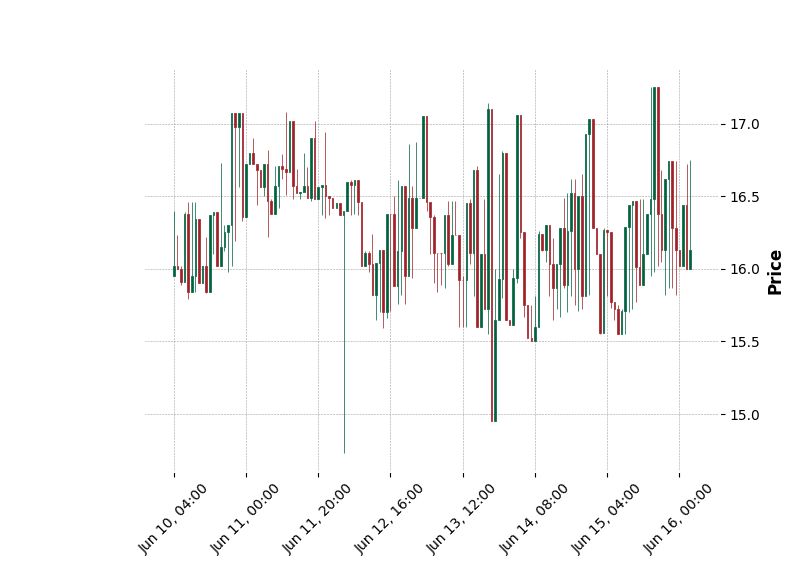 17.0
16.5
16.0
15.5
15.0
Price
Jun 10, 04:00
Jun 11, 00:00
Jun 11, 20:00
Jun 12, 16:00
Jun 13, 12:00
Jun 14, 08:00
Jun 15, 04:00
Jun 16, 00:00